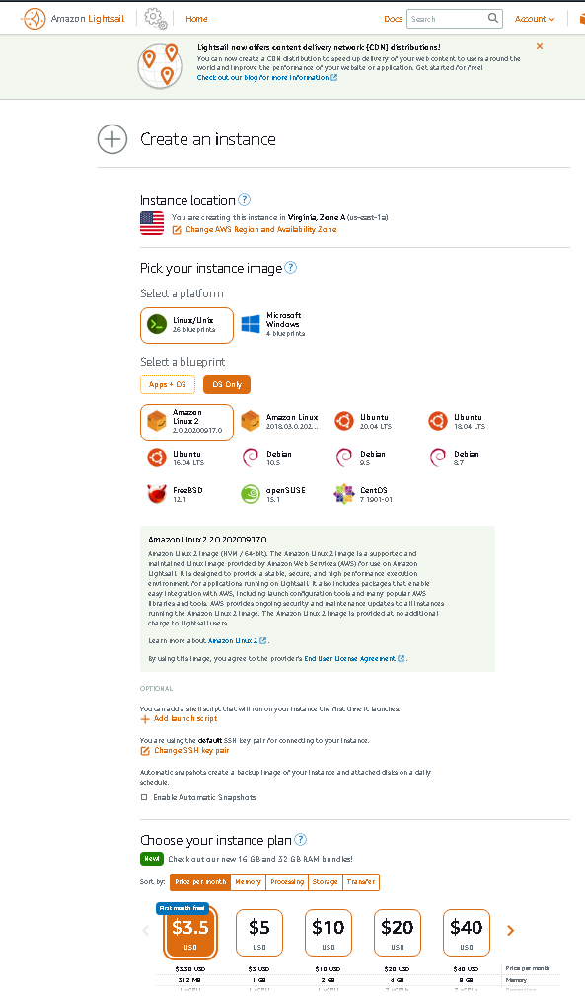 Amazon Lightsail Home Docs Search Account
Lightsail now offers content delivery network (CDN) distributions!
You can now create a CDN distribution to speed up delivery of your web content to users around the
world and improve the performance of your website or application. Get started for free!
Check out our blog for more information
Create an instance
Instance location ?
You are creating this instance in Virginia, Zone A (us-east-1a)
Change AWS Region and Availability Zone
Pick your instance image ?
Select a platform
Linux/Unix
26 blueprints
Microsoft
Windows
4 blueprints
Select a blueprint
Apps + OS OS Only
Amazon
Linux 2
2.0.20200917.0
Amazon Linux
2018.03.0.202...
Ubuntu
20.04 LTS
Ubuntu
18.04 LTS
Ubuntu
16.04 LTS
Debian
10.5
Debian
9.5
Debian
8.7
FreeBSD
12.1
openSUSE
15.1
CentOS
7 1901-01
Amazon Linux 2 2.0.20200917.0
Amazon Linux 2 image (HVM / 64-bit). The Amazon Linux 2 image is a supported and
maintained Linux image provided by Amazon Web Services (AWS) for use on Amazon
Lightsail. It is designed to provide a stable, secure, and high performance execution
environment for applications running on Lightsail. It also includes packages that enable
easy integration with AWS, including launch configuration tools and many popular AWS
libraries and tools. AWS provides ongoing security and maintenance updates to all instances
running the Amazon Linux 2 image. The Amazon Linux 2 image is provided at no additional
charge to Lightsail users.
Learn more about Amazon Linux 2 .
By using this image, you agree to the provider's End User License Agreement .
OPTIONAL
You can add a shell script that will run on your instance the first time it launches.
+ Add launch script
You are using the default SSH key pair for connecting to your instance.
Change SSH key pair
Automatic snapshots create a backup image of your instance and attached disks on a daily
schedule.
Enable Automatic Snapshots
Choose your instance plan ?
New! Check out our new 16 GB and 32 GB RAM bundles!
Sort by: Price per month Memory Processing Storage Transfer
First month free!
$3.5 $5 $10 $20 $40
USD USD USD USD USD
$3.50 USD $5 USD $10 USD $20 USD $40 USD Price per month
512 MB 1 GB 2 GB 4 GB 8 GB Memory